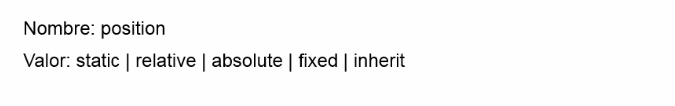 Nombre: position
Valor: static | relative | absolute | fixed | inherit